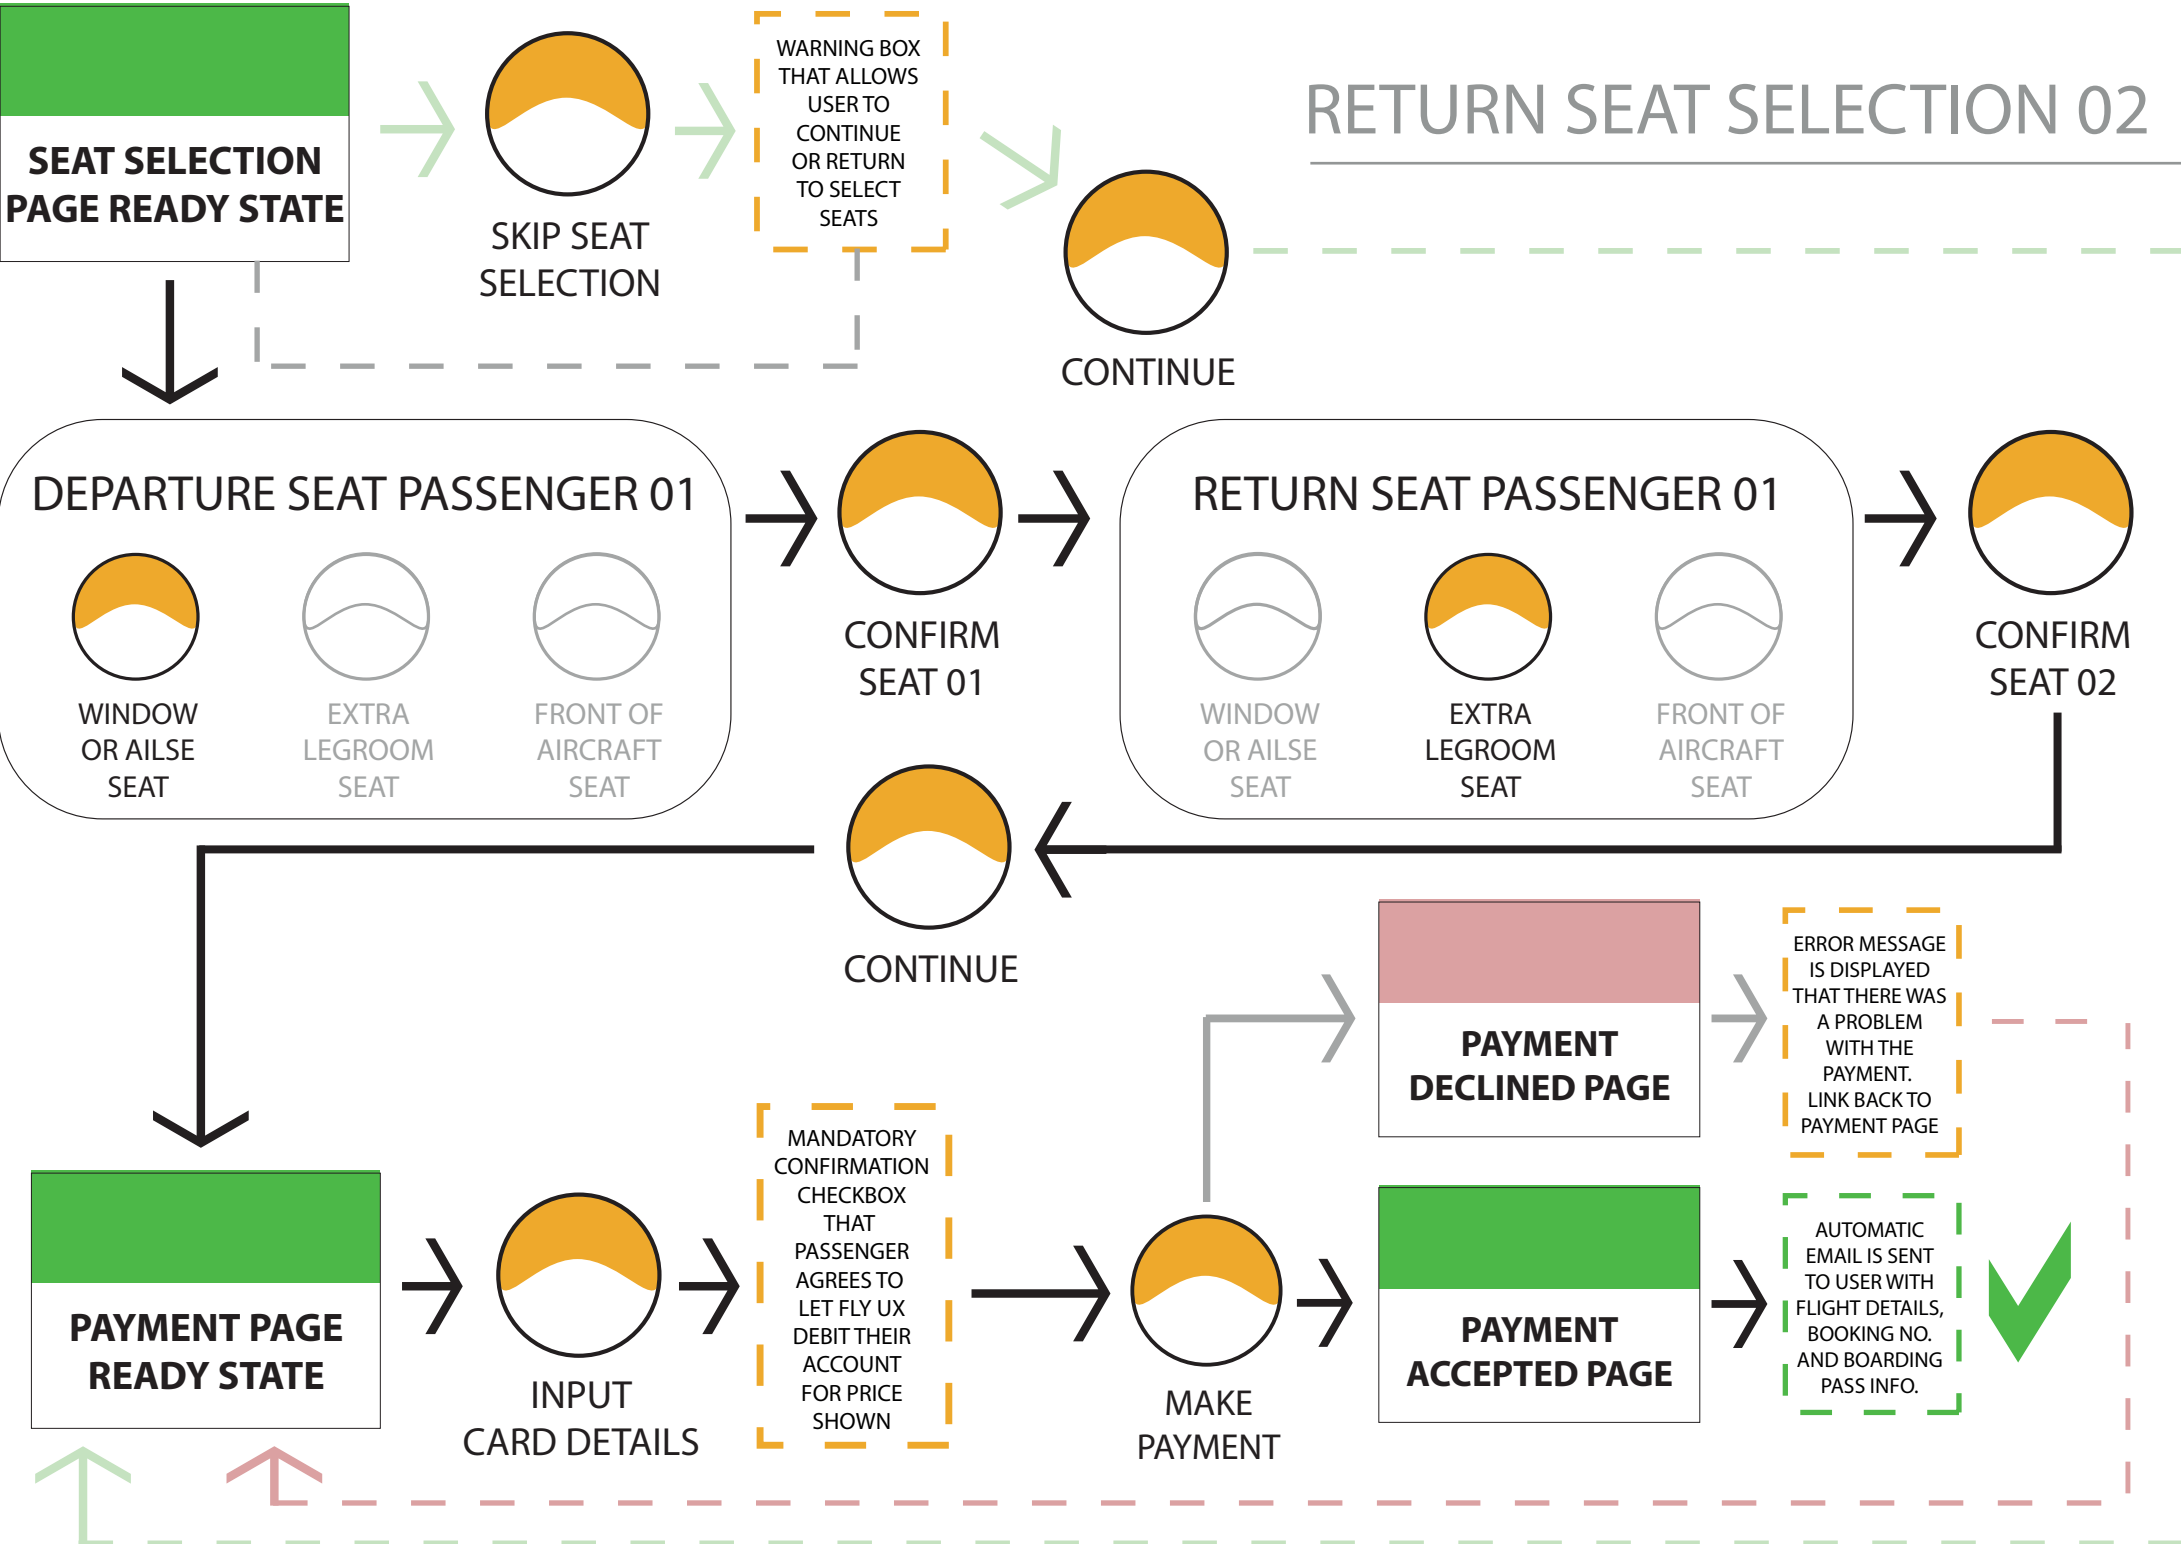 SEAT SELECTION
PAGE READY STATE
SKIP SEAT
SELECTION
WARNING BOX
THAT ALLOWS
USER TO
CONTINUE
OR RETURN
TO SELECT
SEATS
CONTINUE
RETURN SEAT SELECTION 02
DEPARTURE SEAT PASSENGER 01
WINDOW
OR AILSE
SEAT
EXTRA
LEGROOM
SEAT
FRONT OF
AIRCRAFT
SEAT
CONFIRM
SEAT 01
RETURN SEAT PASSENGER 01
WINDOW
OR AILSE
SEAT
EXTRA
LEGROOM
SEAT
FRONT OF
AIRCRAFT
SEAT
CONFIRM
SEAT 02
CONTINUE
PAYMENT PAGE
READY STATE
INPUT
CARD DETAILS
MANDATORY
CONFIRMATION
CHECKBOX
THAT
PASSENGER
AGREES TO
LET FLY UX
DEBIT THEIR
ACCOUNT
FOR PRICE
SHOWN
MAKE
PAYMENT
PAYMENT
DECLINED PAGE
ERROR MESSAGE
IS DISPLAYED
THAT THERE WAS
A PROBLEM
WITH THE
PAYMENT.
LINK BACK TO
PAYMENT PAGE
PAYMENT
ACCEPTED PAGE
AUTOMATIC
EMAIL IS SENT
TO USER WITH
FLIGHT DETAILS,
BOOKING NO.
AND BOARDING
PASS INFO.